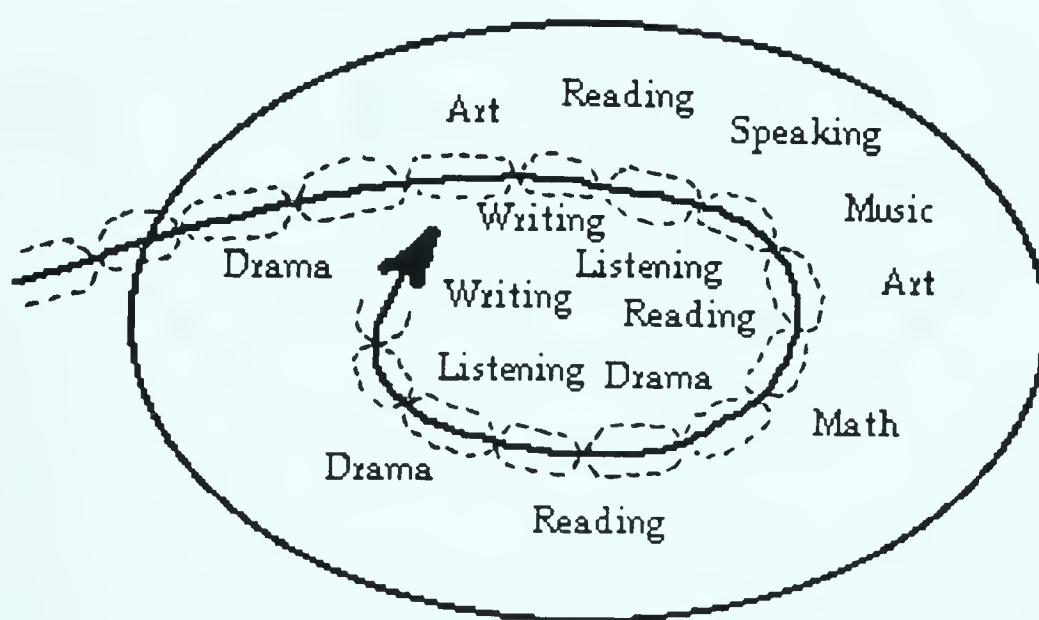 Art
Reading
Speaking
Music
Writing
Drama
Listening
Art
Writing
Reading
Listening
Drama
Math
Drama
Reading